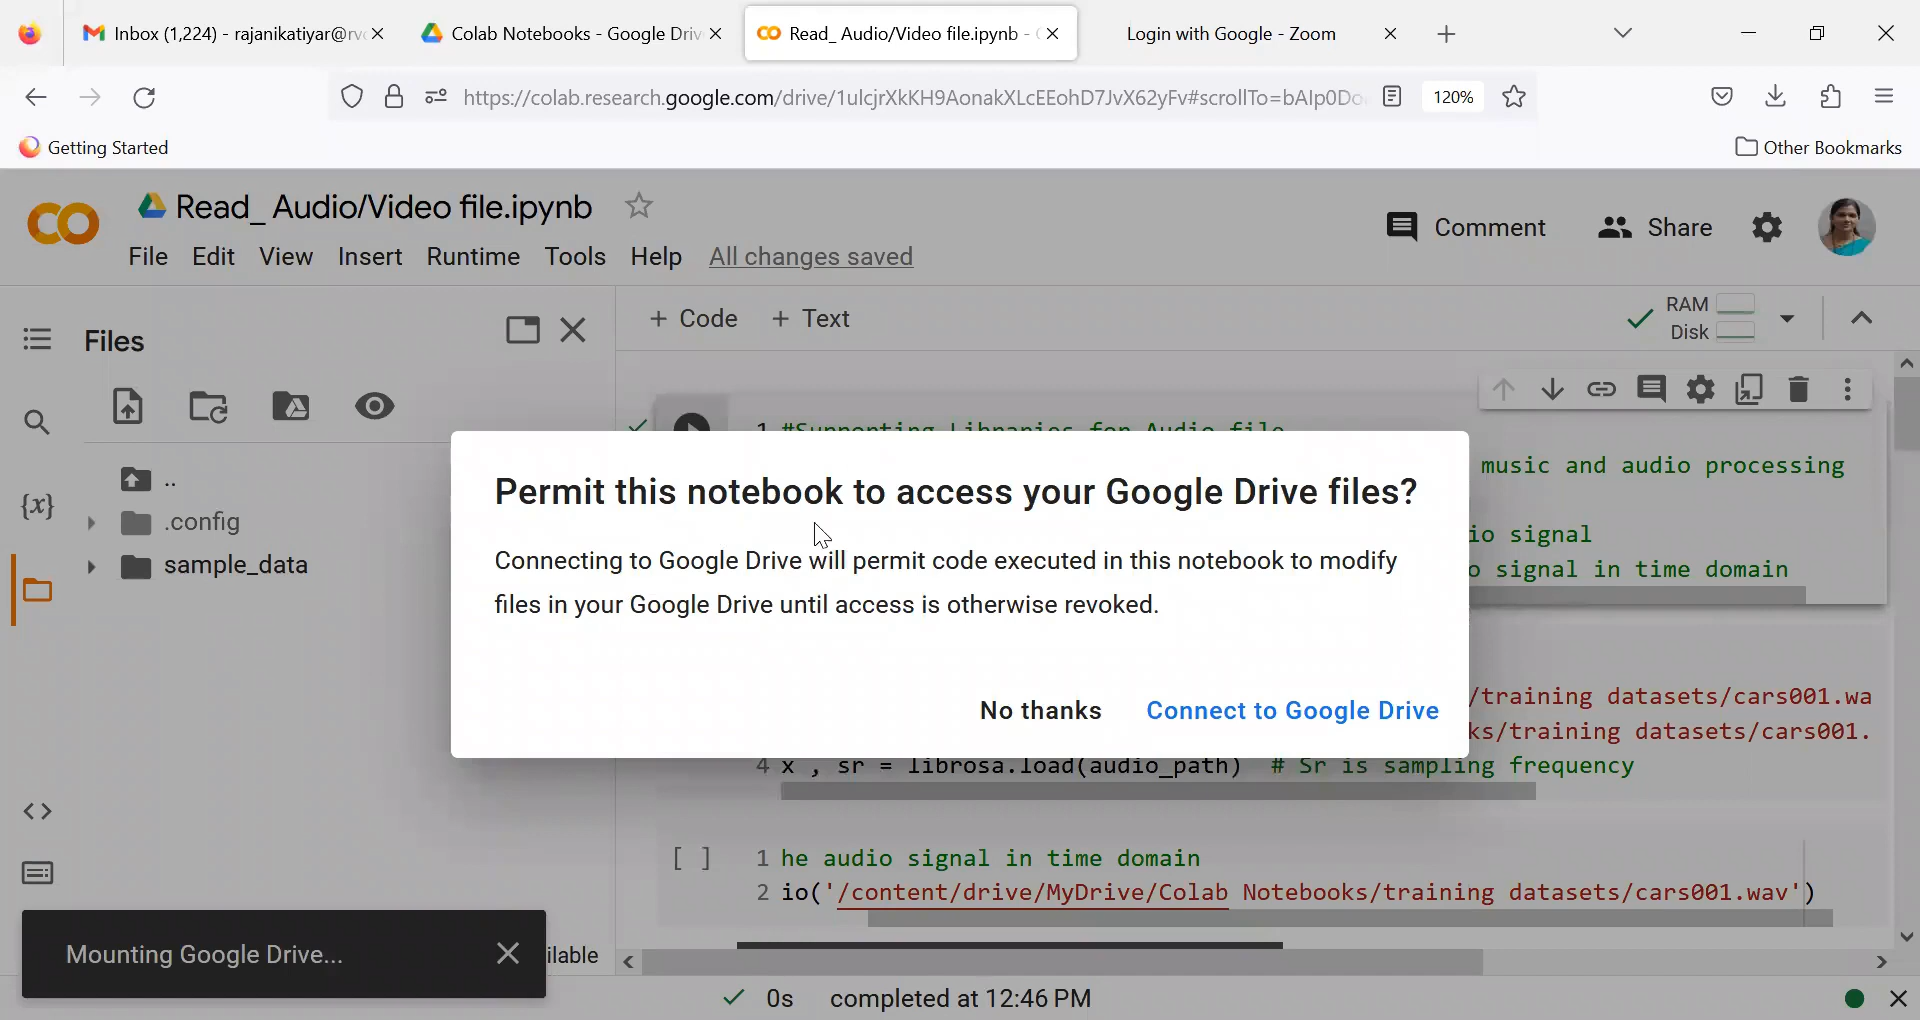 Inbox (1,224) - rajanikatiyar@rv
Colab Notebooks - Google Driv
Read_ Audio/Video file.ipynb -
Login with Google - Zoom
https://colab.research.google.com/drive/1ulcjrXkKH9AonakXLcEEohD7JvX62yFv#scrollTo=bAlp0Do
120%
Getting Started
Other Bookmarks
Read_ Audio/Video file.ipynb
Comment
Share
File Edit View Insert Runtime Tools Help All changes saved
Files
+ Code + Text
RAM
Disk
1 #Supporting Libraries for Audio file
..
.config
sample_data
{x}
music and audio processing
io signal
o signal in time domain
Permit this notebook to access your Google Drive files?
Connecting to Google Drive will permit code executed in this notebook to modify
files in your Google Drive until access is otherwise revoked.
No thanks Connect to Google Drive
/training datasets/cars001.wa
ks/training datasets/cars001.
4 x , sr = librosa.load(audio_path) # Sr is sampling frequency
[ ] 1 he audio signal in time domain
2 io('/content/drive/MyDrive/Colab Notebooks/training datasets/cars001.wav')
Mounting Google Drive...
ilable
0s completed at 12:46 PM